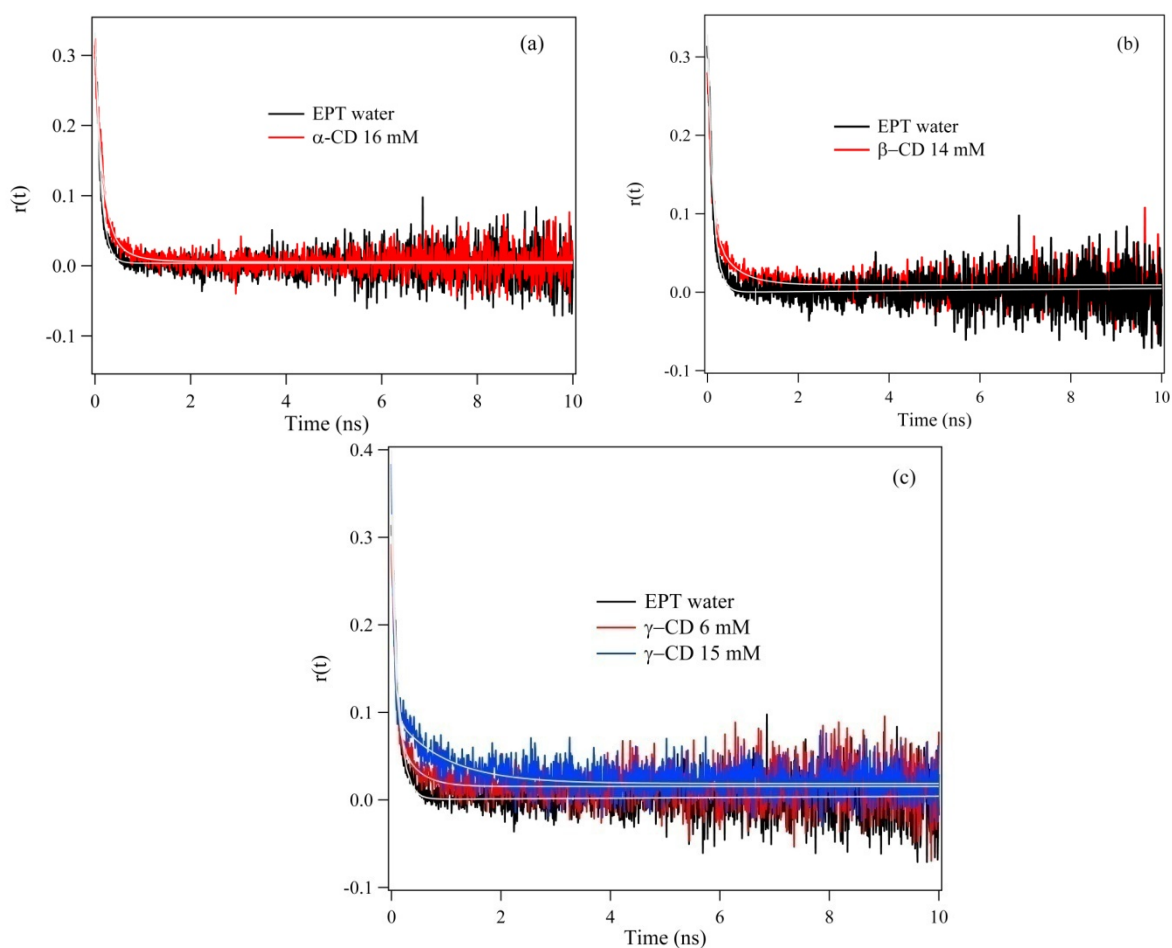 (a)
EPT water
α-CD 16 mM
r(t)
0.3
0.2
0.1
0.0
-0.1
0 2 4 6 8 10
Time (ns)
(b)
EPT water
β–CD 14 mM
r(t)
0.3
0.2
0.1
0.0
-0.1
0 2 4 6 8 10
Time (ns)
(c)
EPT water
γ–CD 6 mM
γ–CD 15 mM
r(t)
0.4
0.3
0.2
0.1
0.0
-0.1
0 2 4 6 8 10
Time (ns)